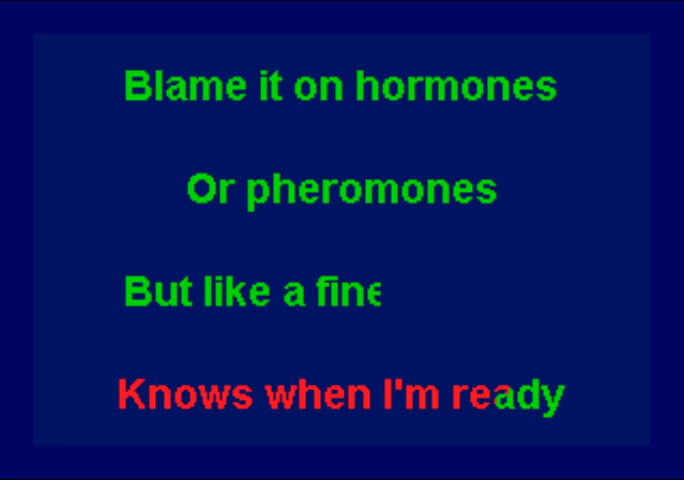 Blame it on hormones
Or pheromones
But like a fine
Knows when I'm ready